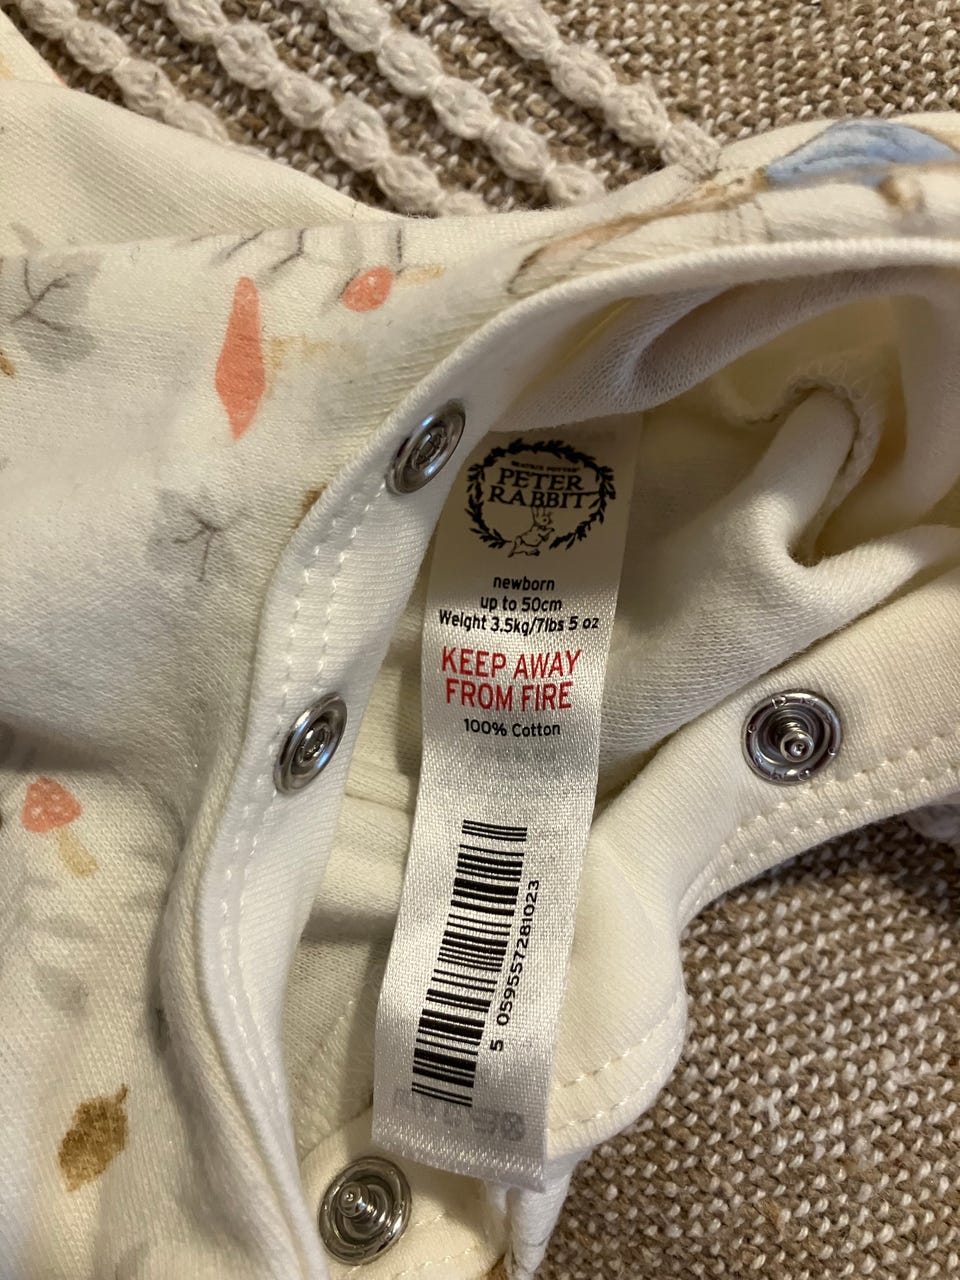 BEATRIX POTTER
PETER
RABBIT
newborn
up to 50cm
Weight 3.5kg/7lbs 5 oz
KEEP AWAY
FROM FIRE
100% Cotton
5 059557281023